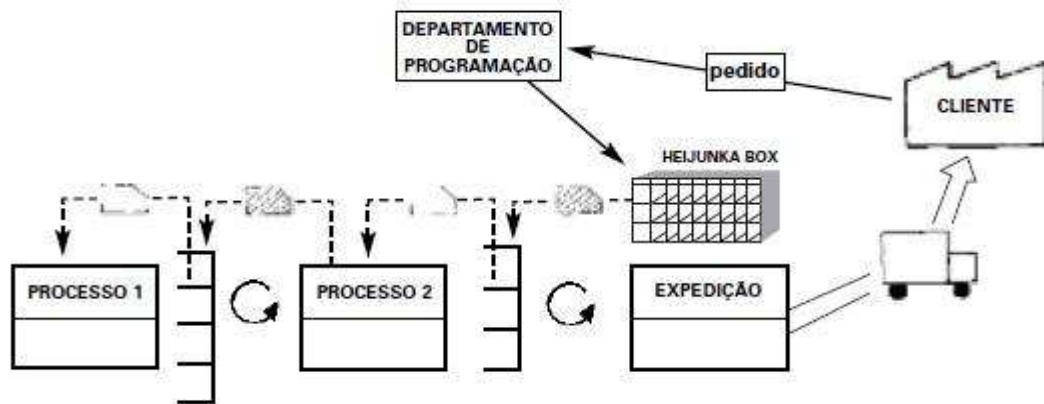 DEPARTAMENTO
DE
PROGRAMAÇÃO
pedido
CLIENTE
HEIJUNKA BOX
PROCESSO 1
PROCESSO 2
EXPEDIÇÃO